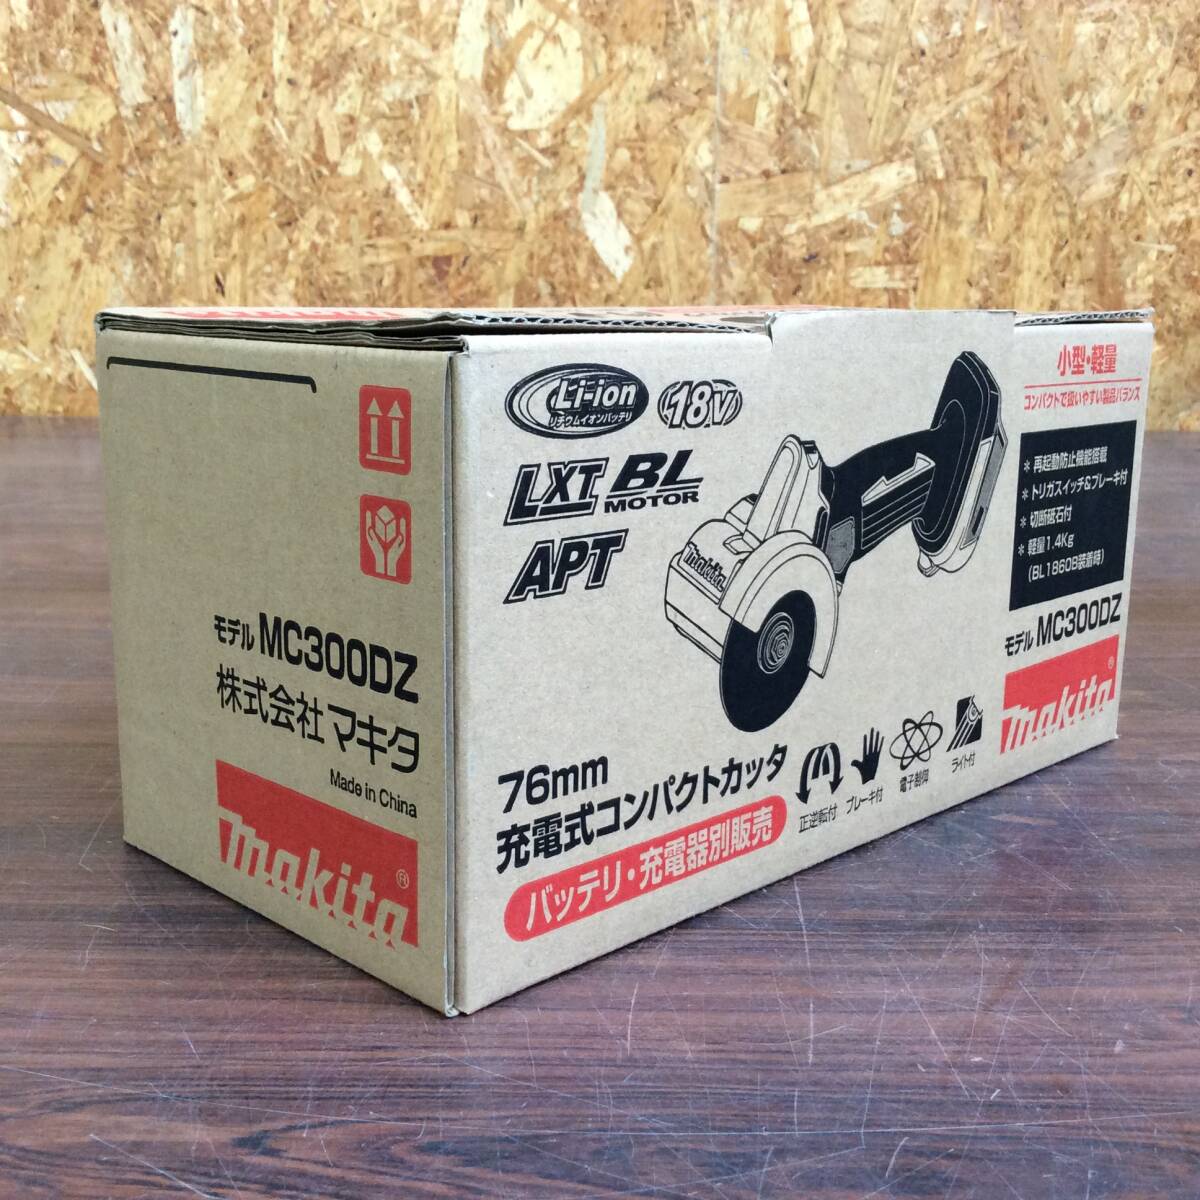 モデル MC300DZ
株式会社マキタ
Made in China
makita®
Li-ion
リチウムイオンバッテリ
18V
LXT BL
MOTOR
APT
makita
76mm
充電式コンパクトカッタ
バッテリ・充電器別販売
正逆転付
ブレーキ付
電子制御
ライト付
小型・軽量
コンパクトで扱いやすい製品バランス
* 再起動防止機能搭載
* トリガスイッチ&ブレーキ付
* 切断砥石付
* 軽量1.4Kg
(BL1860B装着時)
モデル MC300DZ
makita®